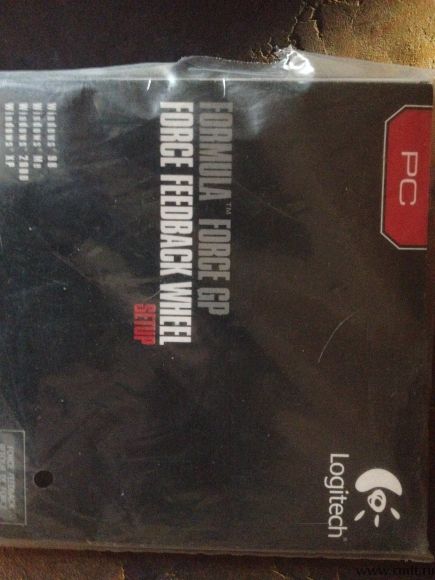 PC
FORMULA™ FORCE GP
FORCE FEEDBACK WHEEL
SETUP
Logitech
Windows 98
Windows Me
Windows 2000
Windows XP